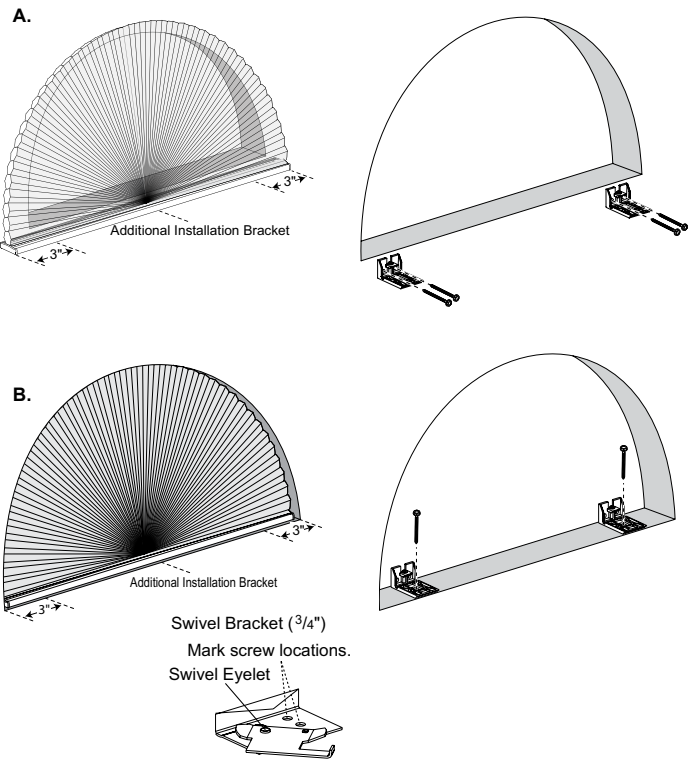 A.
3"
Additional Installation Bracket
3"
B.
3"
Additional Installation Bracket
3"
Swivel Bracket (3/4")
Mark screw locations.
Swivel Eyelet